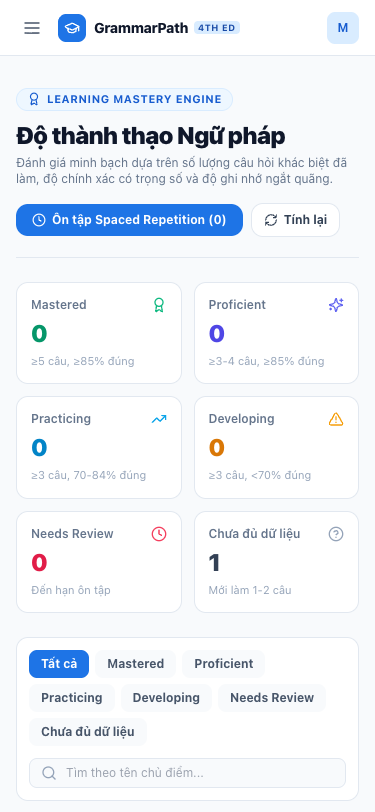 GrammarPath 4TH ED M
LEARNING MASTERY ENGINE
Độ thành thạo Ngữ pháp
Đánh giá minh bạch dựa trên số lượng câu hỏi khác biệt đã
làm, độ chính xác có trọng số và độ ghi nhớ ngắt quãng.
Ôn tập Spaced Repetition (0) Tính lại
Mastered
0
≥5 câu, ≥85% đúng
Proficient
0
≥3-4 câu, ≥85% đúng
Practicing
0
≥3 câu, 70-84% đúng
Developing
0
≥3 câu, <70% đúng
Needs Review
0
Đến hạn ôn tập
Chưa đủ dữ liệu
1
Mới làm 1-2 câu
Tất cả Mastered Proficient
Practicing Developing Needs Review
Chưa đủ dữ liệu
Tìm theo tên chủ điểm...